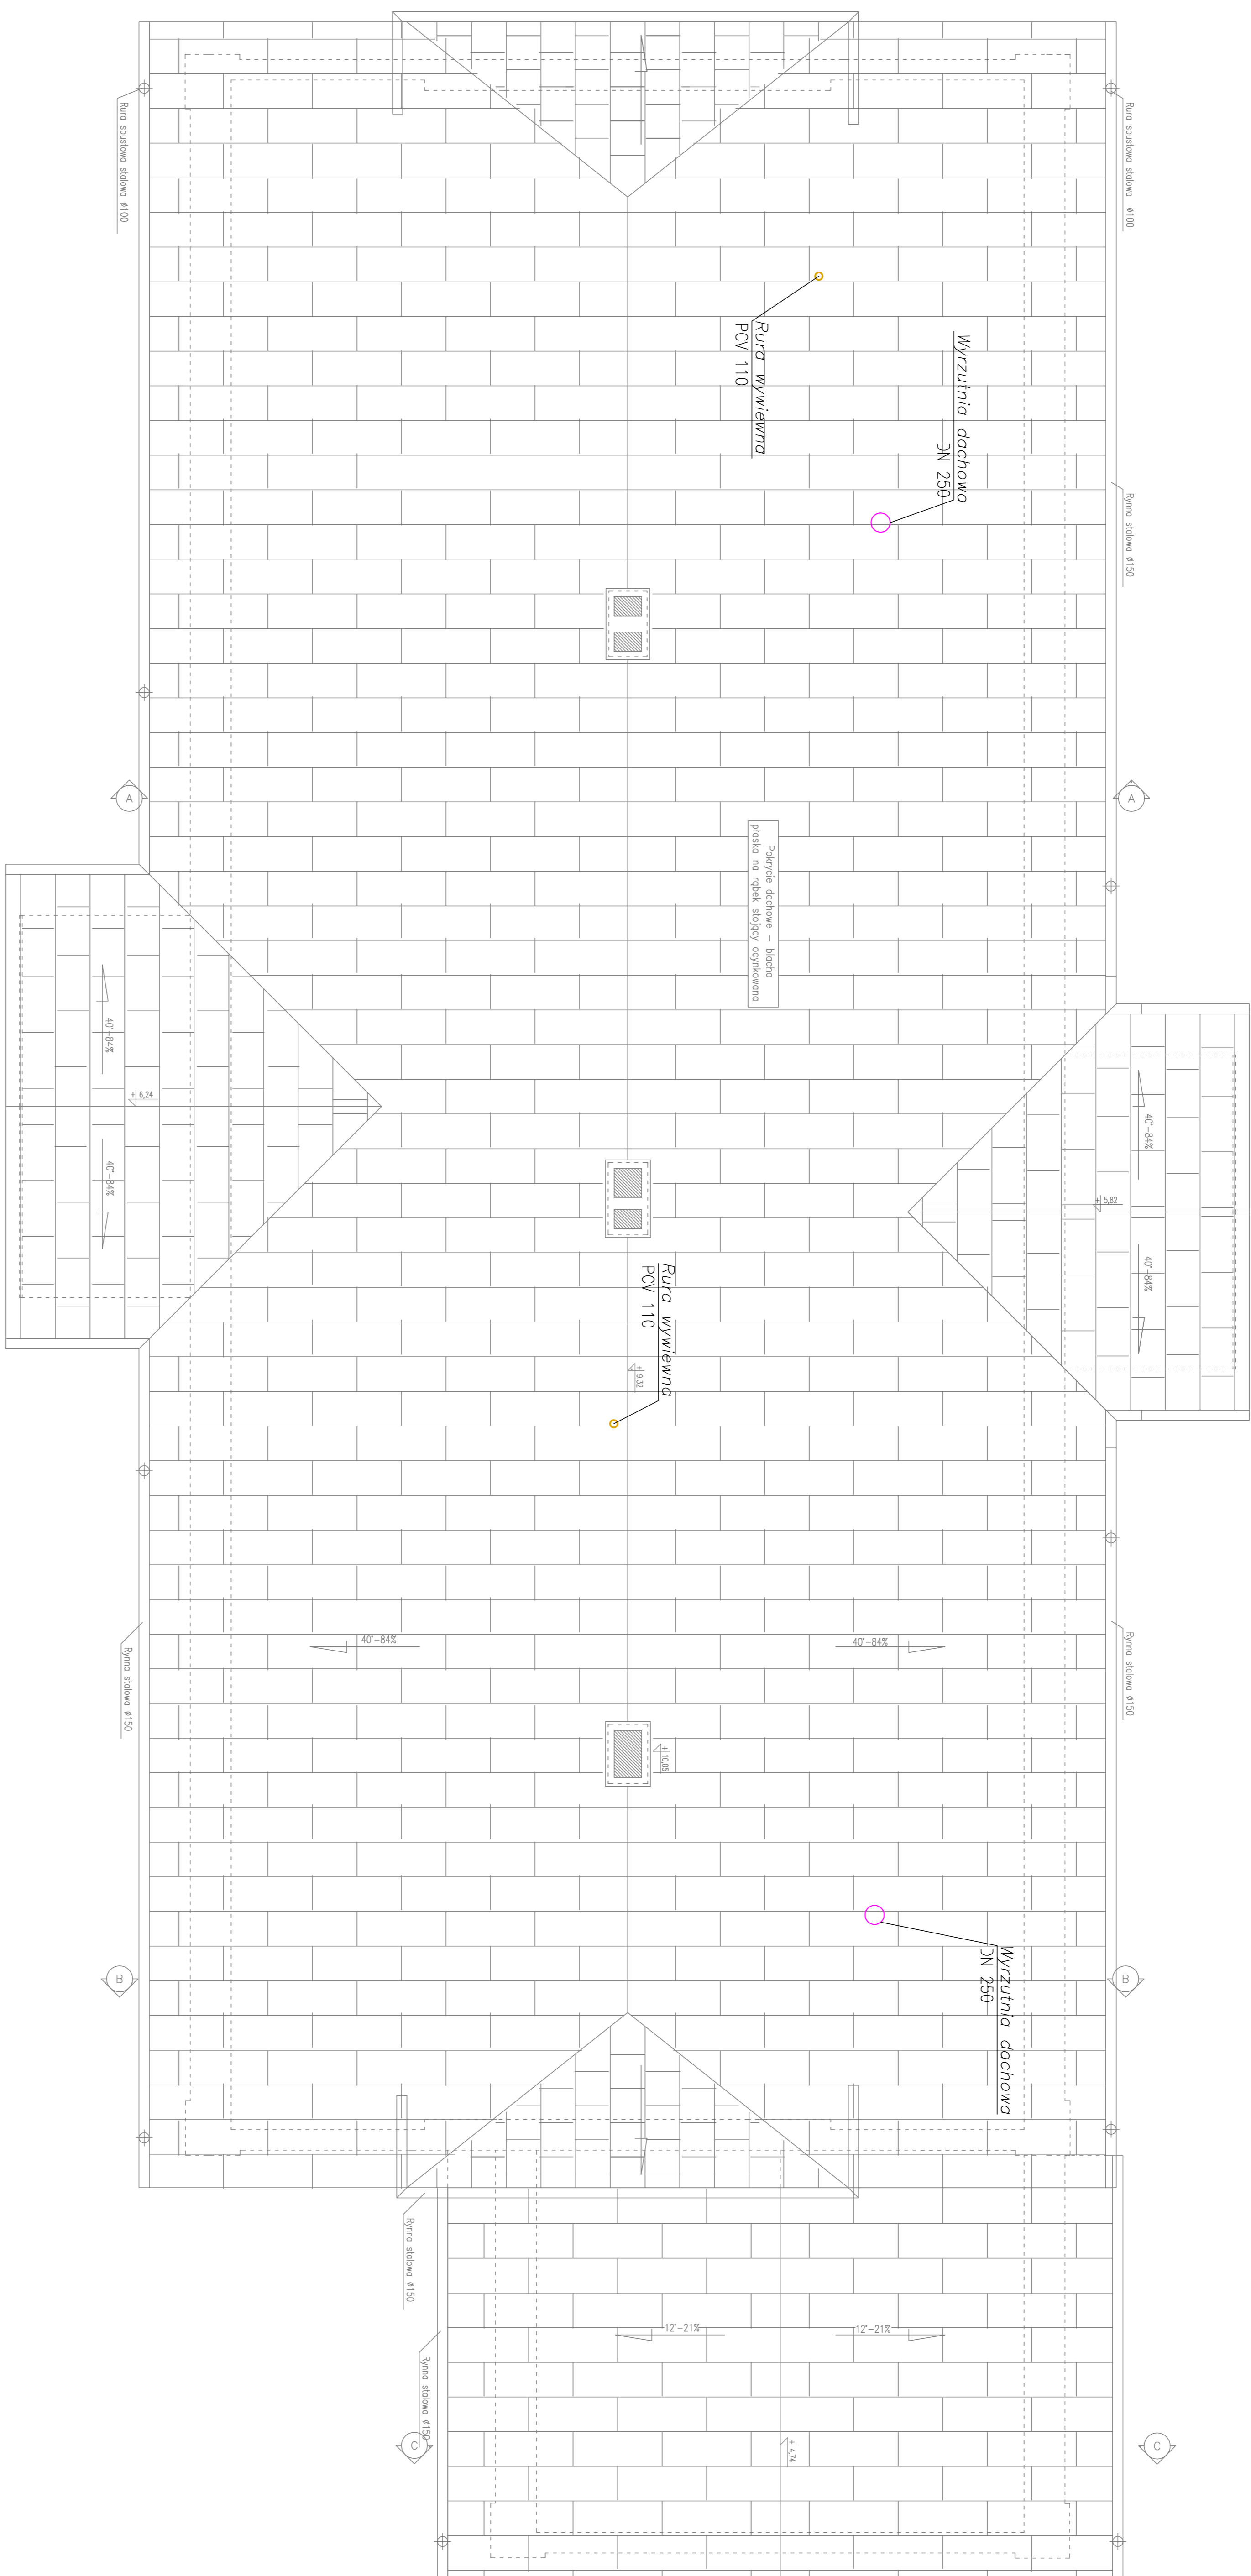 Rura spustowa stalowa ø100
Rura spustowa stalowa ø100
Rura wywiewna
PCV 110
Wyrzutnia dachowa
DN 250
Rynna stalowa ø150
A
A
Pokrycie dachowe – blacha
płaska na rąbek stojący ocynkowana
40°-84%
+ 6,24
40°-84%
40°-84%
+ 5,82
40°-84%
Rura wywiewna
PCV 110
+ 9,32
Rynna stalowa ø150
40°-84%
40°-84%
Rynna stalowa ø150
+ 10,05
B
B
Wyrzutnia dachowa
DN 250
Rynna stalowa ø150
12°-21%
12°-21%
Rynna stalowa ø150
+ 4,74
C
C